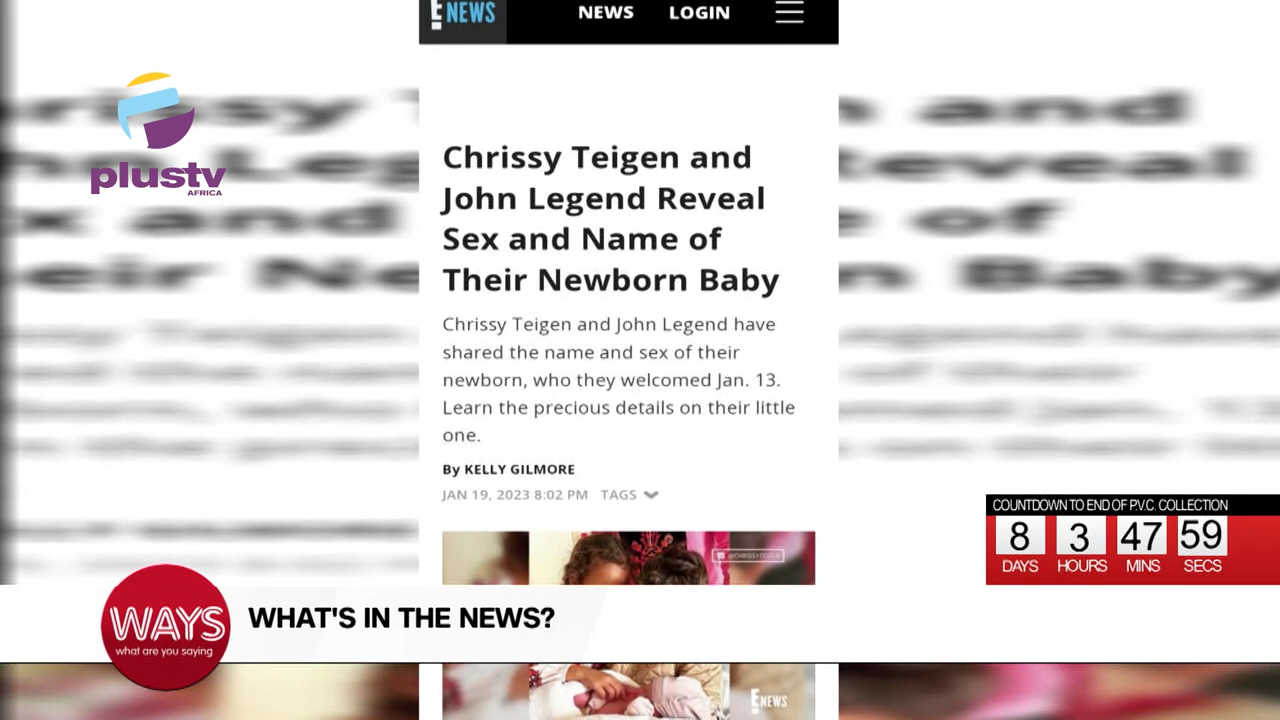 E! NEWS
NEWS LOGIN
plustv
AFRICA
Chrissy Teigen and
John Legend Reveal
Sex and Name of
Their Newborn Baby
Chrissy Teigen and John Legend have
shared the name and sex of their
newborn, who they welcomed Jan. 13.
Learn the precious details on their little
one.
By KELLY GILMORE
JAN 19, 2023 8:02 PM TAGS
@CHRISSYTEIGEN
COUNTDOWN TO END OF P.V.C. COLLECTION
8 3 47 59
DAYS HOURS MINS SECS
WAYS
what are you saying
WHAT'S IN THE NEWS?
E! NEWS